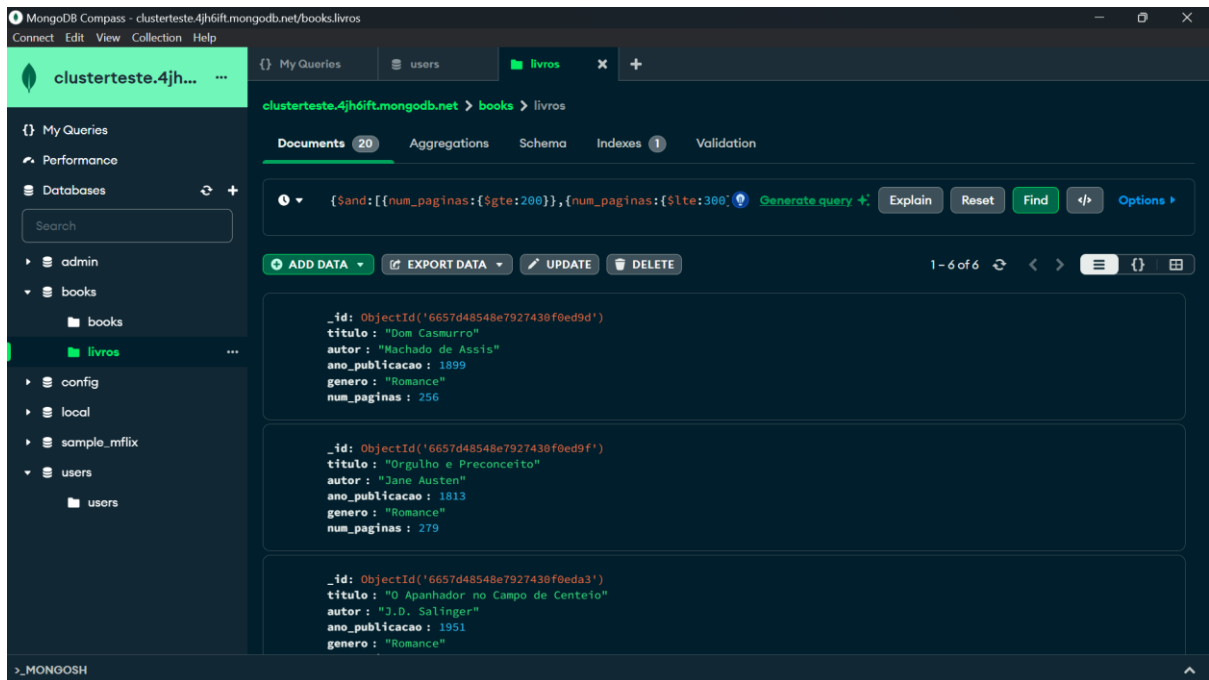 MongoDB Compass - clusterteste.4jh6ift.mongodb.net/books.livros
Connect Edit View Collection Help
clusterteste.4jh... ...
{} My Queries
Performance
Databases
Search
admin
books
books
livros ...
config
local
sample_mflix
users
users
{} My Queries users livros
clusterteste.4jh6ift.mongodb.net > books > livros
Documents 20 Aggregations Schema Indexes 1 Validation
{$and:[{num_paginas:{$gte:200}},{num_paginas:{$lte:300 Generate query Explain Reset Find </> Options
ADD DATA EXPORT DATA UPDATE DELETE 1 – 6 of 6 {}
_id: ObjectId('6657d48548e7927430f0ed9d')
titulo : "Dom Casmurro"
autor : "Machado de Assis"
ano_publicacao : 1899
genero : "Romance"
num_paginas : 256
_id: ObjectId('6657d48548e7927430f0ed9f')
titulo : "Orgulho e Preconceito"
autor : "Jane Austen"
ano_publicacao : 1813
genero : "Romance"
num_paginas : 279
_id: ObjectId('6657d48548e7927430f0eda3')
titulo : "O Apanhador no Campo de Centeio"
autor : "J.D. Salinger"
ano_publicacao : 1951
genero : "Romance"
>_MONGOSH